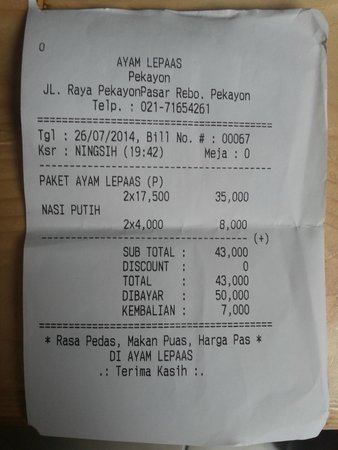 0
AYAM LEPAAS
Pekayon
JL. Raya PekayonPasar Rebo. Pekayon
Telp. : 021-71654261
Tgl : 26/07/2014, Bill No. # : 00067
Ksr : NINGSIH (19:42) Meja : 0
PAKET AYAM LEPAAS (P)
2x17,500 35,000
NASI PUTIH
2x4,000 8,000
(+)
SUB TOTAL : 43,000
DISCOUNT : 0
TOTAL : 43,000
DIBAYAR : 50,000
KEMBALIAN : 7,000
* Rasa Pedas, Makan Puas, Harga Pas *
DI AYAM LEPAAS
.: Terima Kasih :.